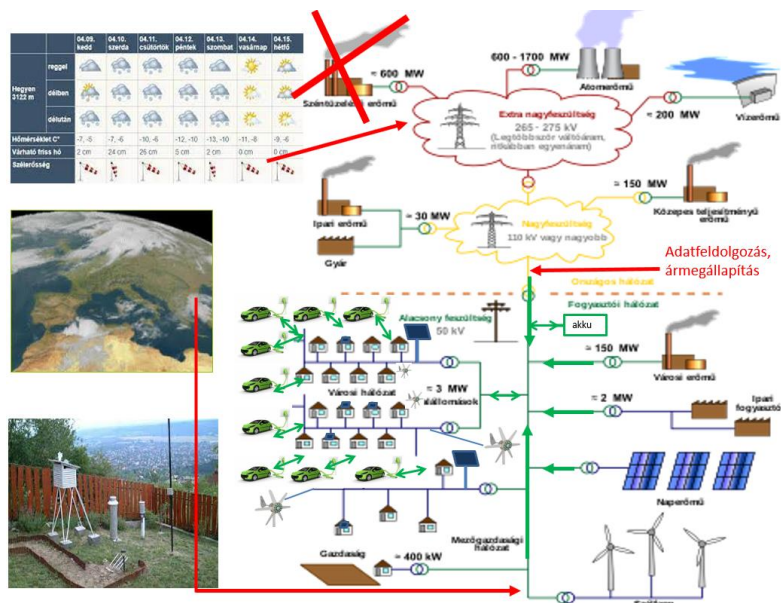 04.09. 04.10. 04.11. 04.12. 04.13. 04.14. 04.15.
kedd szerda csütörtök péntek szombat vasárnap hétfő
Hegyen
3122 m
reggel
délben
délután
Hőmérséklet C° -7, -5 -7, -6 -10, -6 -12, -10 -13, -10 -11, -8 -9, -6
Várható friss hó 2 cm 24 cm 26 cm 5 cm 2 cm 0 cm 0 cm
Szélerősség
≈ 600 MW
Széntüzelésű erőmű
600 - 1700 MW
Atomerőmű
≈ 200 MW
Vízerőmű
Extra nagyfeszültség
265 - 275 kV
(Legtöbbször váltóáram,
ritkábban egyenáram)
Ipari erőmű
≈ 30 MW
Gyár
Nagyfeszültség
110 kV vagy nagyobb
≈ 150 MW
Közepes teljesítményű
erőmű
Adatfeldolgozás,
ármegállapítás
Országos hálózat
Fogyasztói hálózat
Alacsony feszültség
50 kV
akku
≈ 150 MW
Városi erőmű
Városi hálózat
≈ 3 MW
alállomások
≈ 2 MW
Ipari
fogyasztó
Naperőmű
Mezőgazdasági
hálózat
Gazdaság
≈ 400 kW